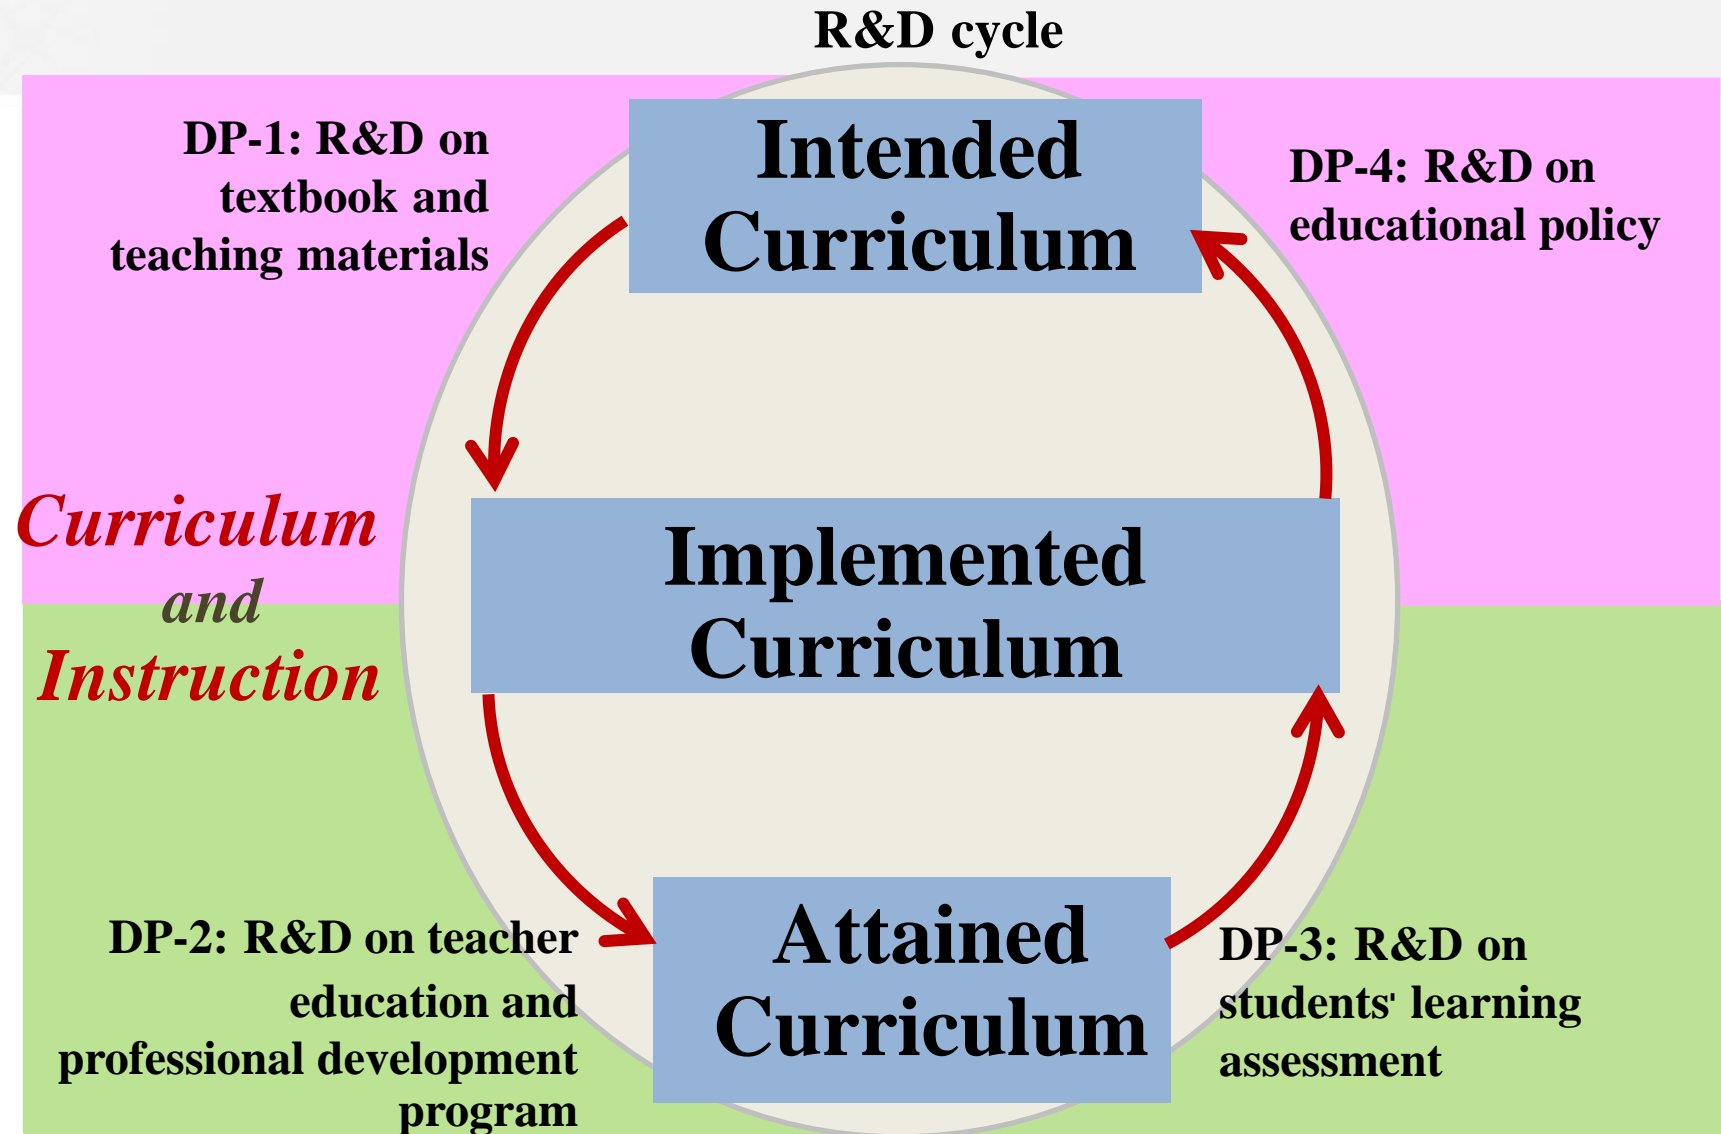 R&D cycle
DP-1: R&D on
textbook and
teaching materials
Intended
Curriculum
DP-4: R&D on
educational policy
Curriculum
and
Instruction
Implemented
Curriculum
DP-2: R&D on teacher
education and
professional development
program
Attained
Curriculum
DP-3: R&D on
students' learning
assessment